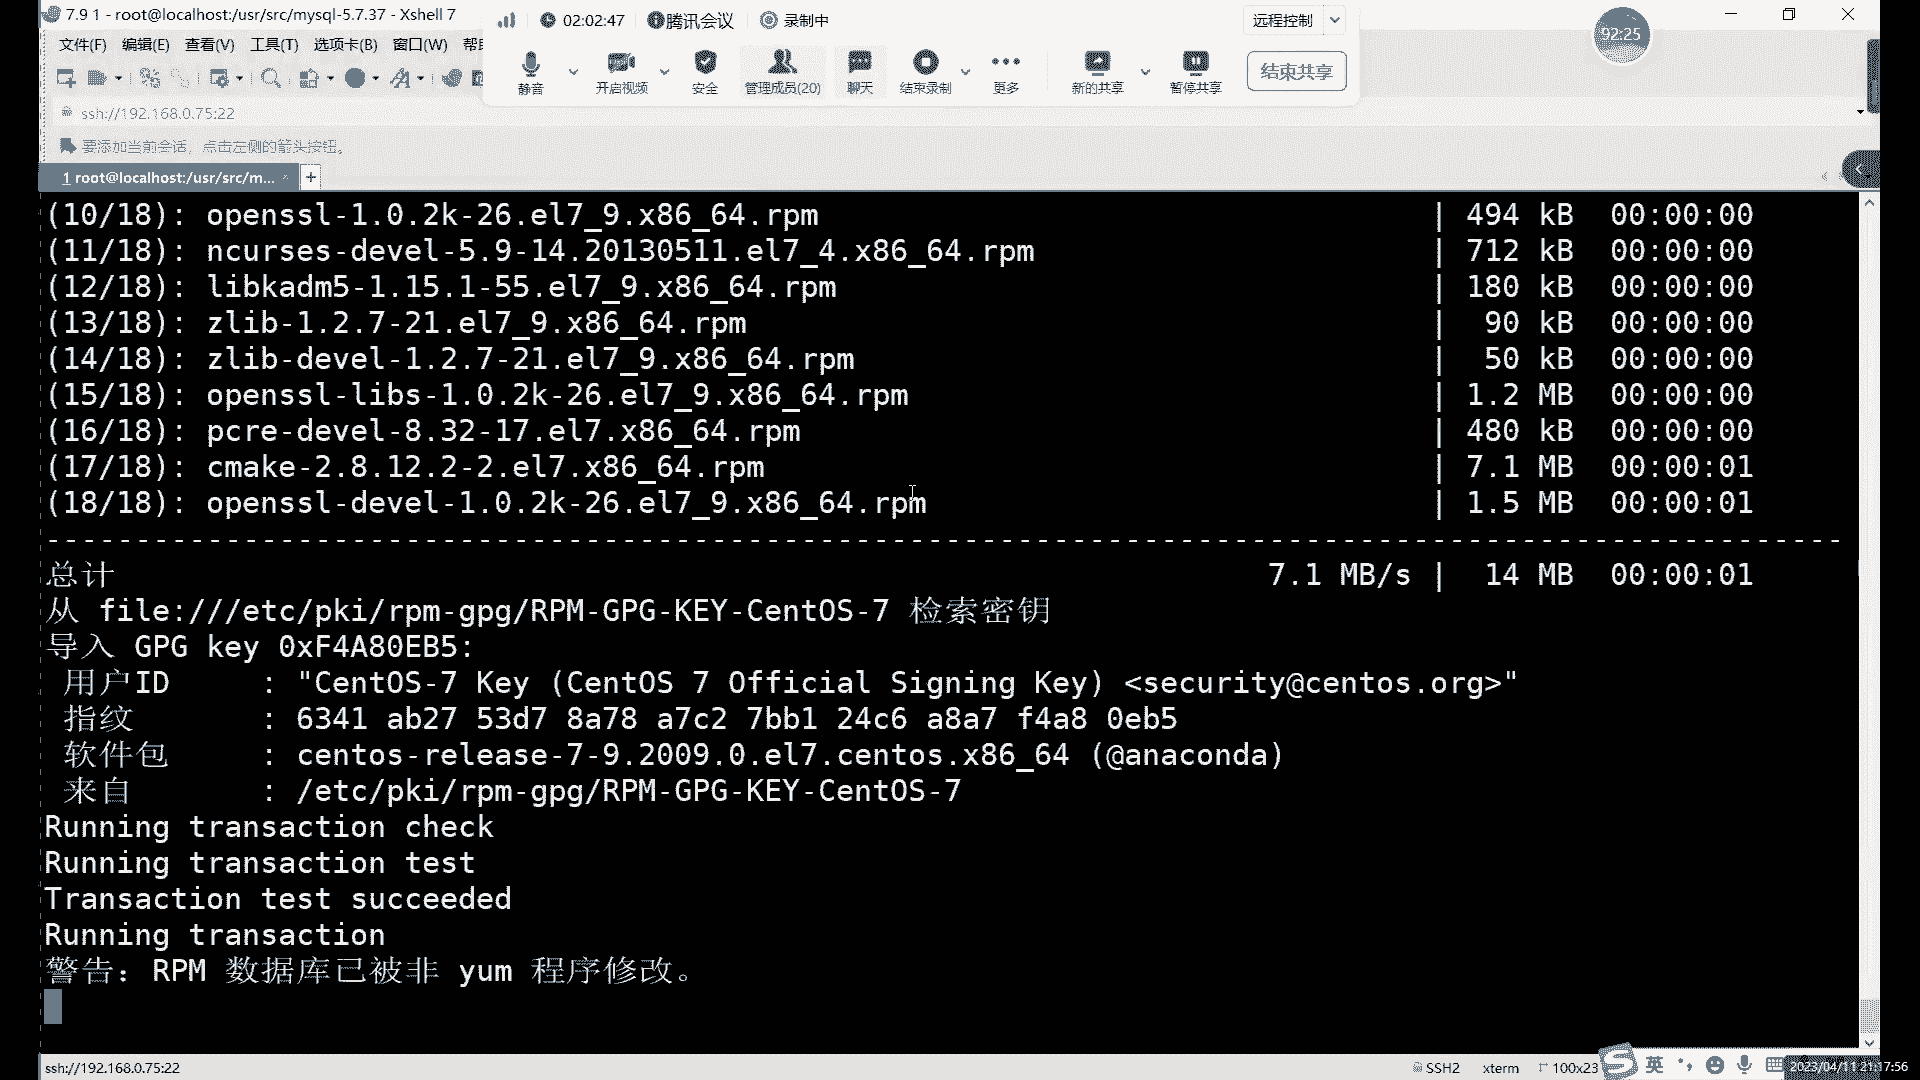 7.9 1 - root@localhost:/usr/src/mysql-5.7.37 - Xshell 7
02:02:47 腾讯会议 录制中
远程控制
92:25
文件(F) 编辑(E) 查看(V) 工具(T) 选项卡(B) 窗口(W)
静音 开启视频 安全 管理成员(20) 聊天 结束录制 更多 新的共享 暂停共享 结束共享
ssh://192.168.0.75:22
要添加当前会话，点击左侧的箭头按钮。
1 root@localhost:/usr/src/m... × +
(10/18): openssl-1.0.2k-26.el7_9.x86_64.rpm | 494 kB 00:00:00
(11/18): ncurses-devel-5.9-14.20130511.el7_4.x86_64.rpm | 712 kB 00:00:00
(12/18): libkadm5-1.15.1-55.el7_9.x86_64.rpm | 180 kB 00:00:00
(13/18): zlib-1.2.7-21.el7_9.x86_64.rpm | 90 kB 00:00:00
(14/18): zlib-devel-1.2.7-21.el7_9.x86_64.rpm | 50 kB 00:00:00
(15/18): openssl-libs-1.0.2k-26.el7_9.x86_64.rpm | 1.2 MB 00:00:00
(16/18): pcre-devel-8.32-17.el7.x86_64.rpm | 480 kB 00:00:00
(17/18): cmake-2.8.12.2-2.el7.x86_64.rpm | 7.1 MB 00:00:01
(18/18): openssl-devel-1.0.2k-26.el7_9.x86_64.rpm | 1.5 MB 00:00:01
总计 7.1 MB/s | 14 MB 00:00:01
从 file:///etc/pki/rpm-gpg/RPM-GPG-KEY-CentOS-7 检索密钥
导入 GPG key 0xF4A80EB5:
用户ID : "CentOS-7 Key (CentOS 7 Official Signing Key) <security@centos.org>"
指纹 : 6341 ab27 53d7 8a78 a7c2 7bb1 24c6 a8a7 f4a8 0eb5
软件包 : centos-release-7-9.2009.0.el7.centos.x86_64 (@anaconda)
来自 : /etc/pki/rpm-gpg/RPM-GPG-KEY-CentOS-7
Running transaction check
Running transaction test
Transaction test succeeded
Running transaction
警告：RPM 数据库已被非 yum 程序修改。
ssh://192.168.0.75:22 SSH2 xterm 100x23 英 2023/04/11 21:17:56